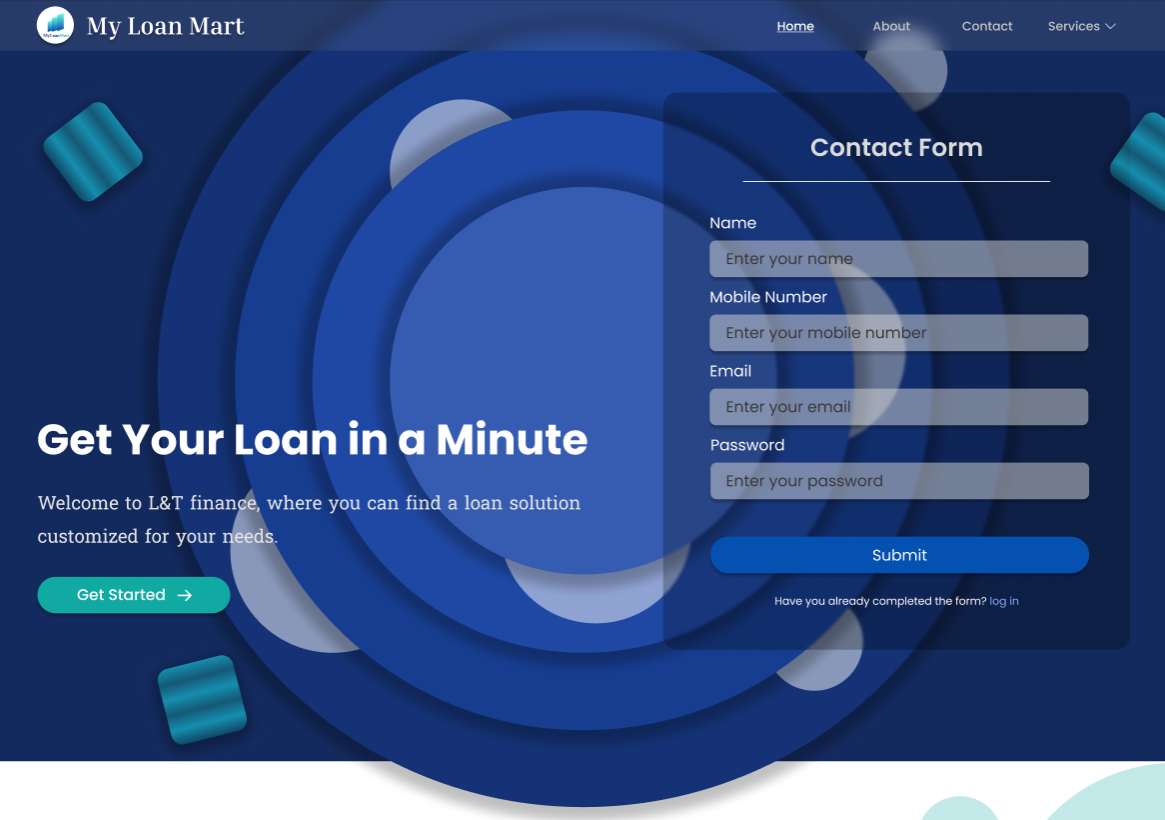 My Loan Mart
Home
About
Contact
Services
Contact Form
Name
Enter your name
Mobile Number
Enter your mobile number
Email
Enter your email
Password
Enter your password
Submit
Have you already completed the form? log in
Get Your Loan in a Minute
Welcome to L&T finance, where you can find a loan solution
customized for your needs.
Get Started